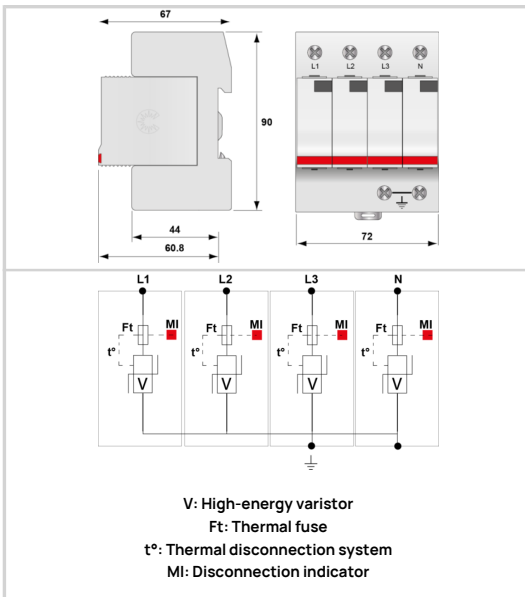 67
L1 L2 L3 N
90
44
60.8
72
L1 L2 L3 N
Ft MI Ft MI Ft MI Ft MI
t° t° t° t°
V V V V
V: High-energy varistor
Ft: Thermal fuse
t°: Thermal disconnection system
MI: Disconnection indicator